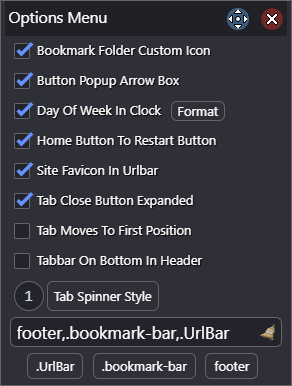 Options Menu
Bookmark Folder Custom Icon
Button Popup Arrow Box
Day Of Week In Clock Format
Home Button To Restart Button
Site Favicon In Urlbar
Tab Close Button Expanded
Tab Moves To First Position
Tabbar On Bottom In Header
1 Tab Spinner Style
footer,.bookmark-bar,.UrlBar
.UrlBar .bookmark-bar footer